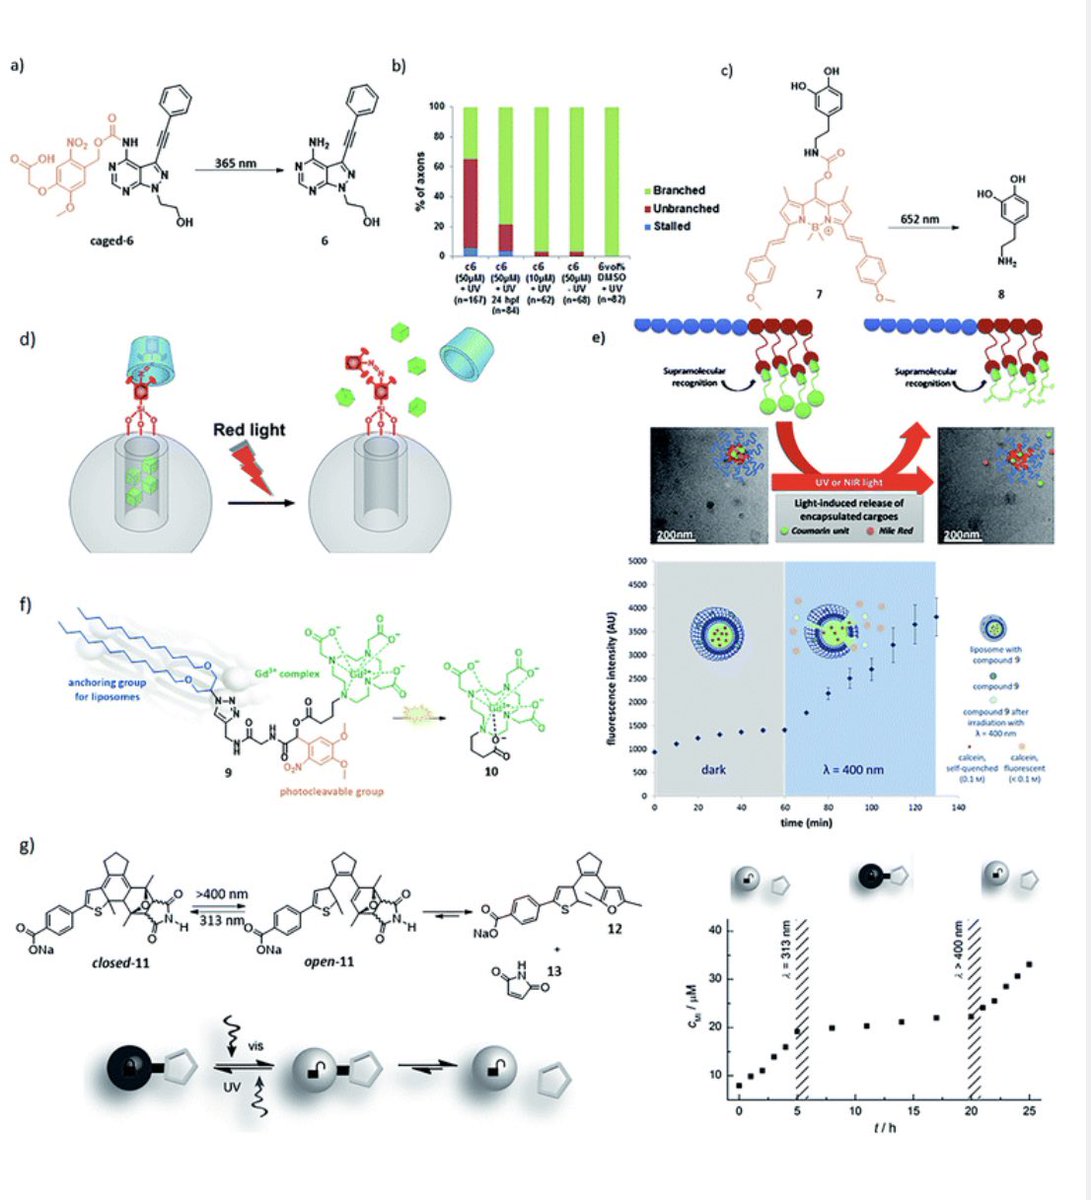 a)
NO₂
O
O
NH
O
OH
O
O
N
N
N
N
OH
caged-6
365 nm
NH₂
N
N
N
N
OH
6
b)
100
80
60
40
20
0
% of axons
c6
(50µM)
+ UV
(n=167)
c6
(50µM)
+ UV
24 hpf
(n=84)
c6
(10µM)
+ UV
(n=62)
c6
(50µM)
- UV
(n=68)
6vol%
DMSO
+ UV
(n=82)
Branched
Unbranched
Stalled
c)
OH
HO
HN
O
O
N
B
N
O
O
7
652 nm
OH
HO
NH₂
8
d)
N
Si
O O O
Red light
N
N
Si
O O O
e)
Supramolecular
recognition
Supramolecular
recognition
UV or NIR light
Light-induced release of
encapsulated cargoes
Coumarin unit
Nile Red
200nm
200nm
f)
anchoring group
for liposomes
O
O
N
N
N
N
H
O
H
N
O
O
O
O₂N
O
O
9
photocleavable group
Gd³⁺ complex
Gd³⁺
10
5000
4500
4000
3500
3000
2500
2000
1500
1000
500
0
fluorescence intensity (AU)
dark
λ = 400 nm
0
20
40
60
80
100
120
140
time (min)
liposome with
compound 9
compound 9
compound 9 after
irradiation with
λ = 400 nm
calcein,
self-quenched
(0.1 M)
calcein,
fluorescent
(< 0.1 M)
g)
S
O
O
N-H
O
O
ONa
closed-11
>400 nm
313 nm
S
O
O
N-H
O
O
ONa
open-11
S
O
O
NaO
12
+
13
H
N
O
O
vis
UV
40
30
20
10
cMI / µM
λ = 313 nm
λ > 400 nm
0
5
10
15
20
25
t / h